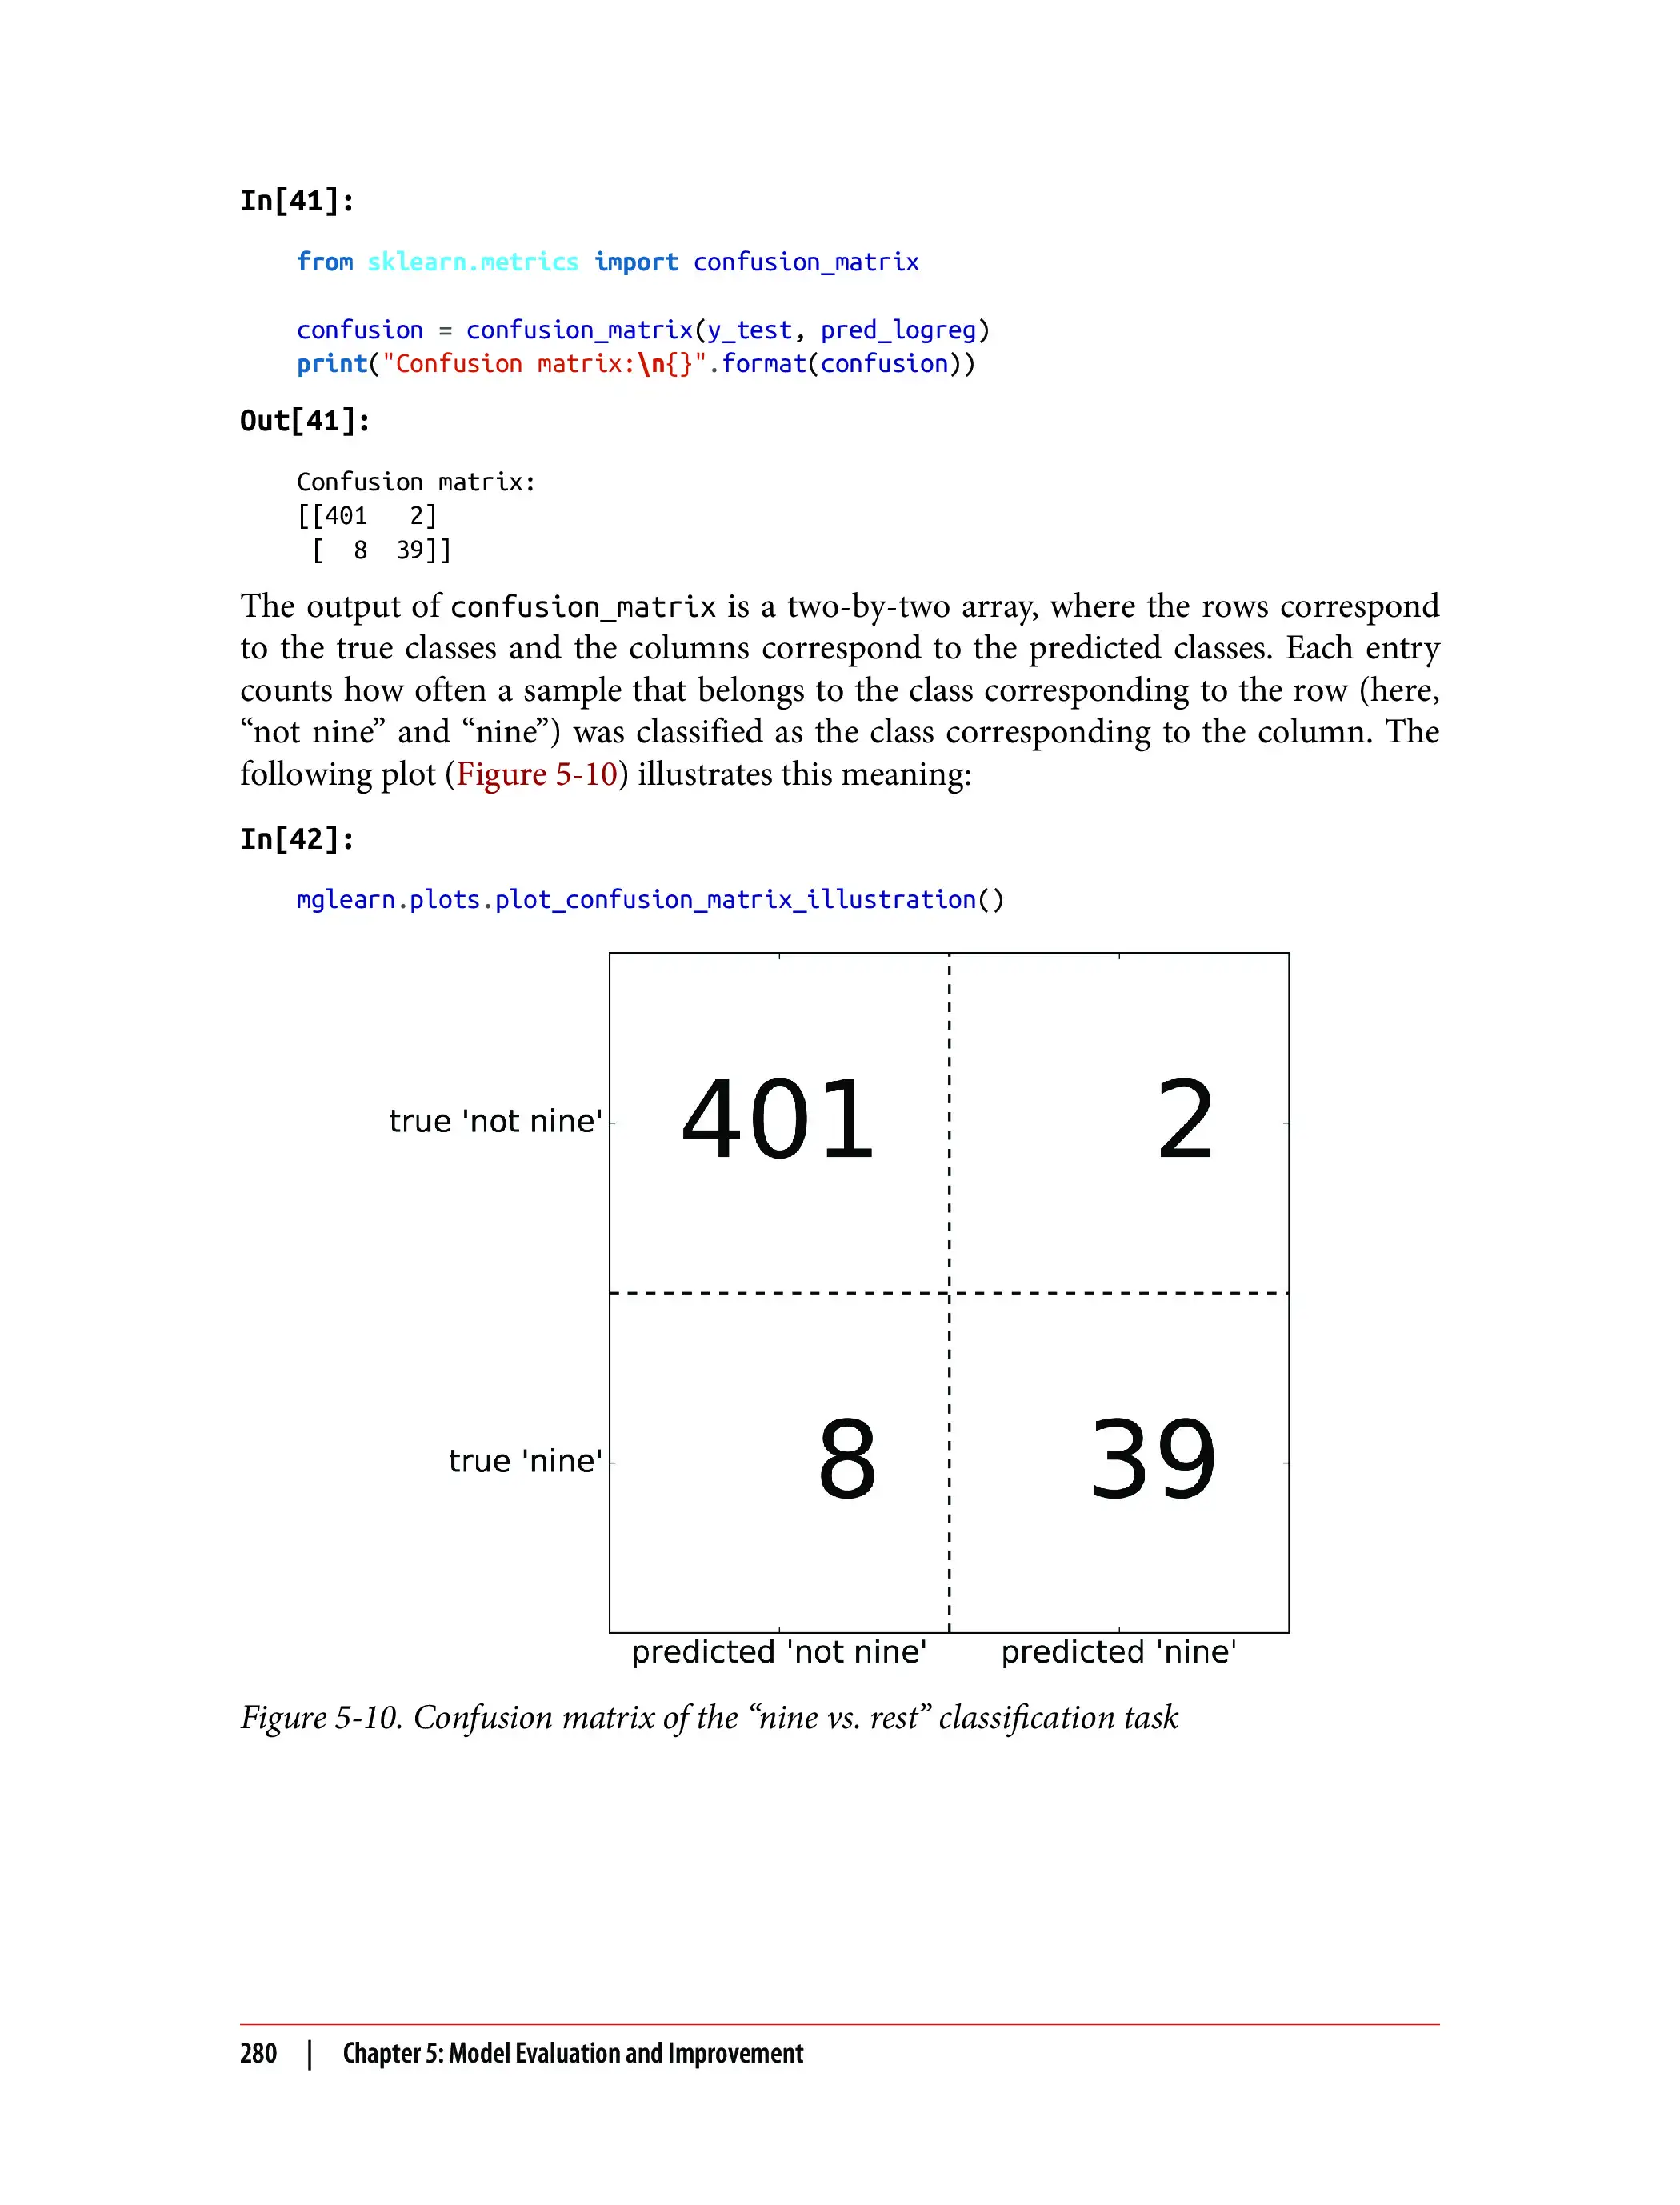 In[41]:
from sklearn.metrics import confusion_matrix
confusion = confusion_matrix(y_test, pred_logreg)
print("Confusion matrix:\n{}".format(confusion))
Out[41]:
Confusion matrix:
[[401   2]
 [  8  39]]
The output of confusion_matrix is a two-by-two array, where the rows correspond
to the true classes and the columns correspond to the predicted classes. Each entry
counts how often a sample that belongs to the class corresponding to the row (here,
“not nine” and “nine”) was classified as the class corresponding to the column. The
following plot (Figure 5-10) illustrates this meaning:
In[42]:
mglearn.plots.plot_confusion_matrix_illustration()
true 'not nine' 401 2
true 'nine' 8 39
predicted 'not nine' predicted 'nine'
Figure 5-10. Confusion matrix of the “nine vs. rest” classification task
280 | Chapter 5: Model Evaluation and Improvement